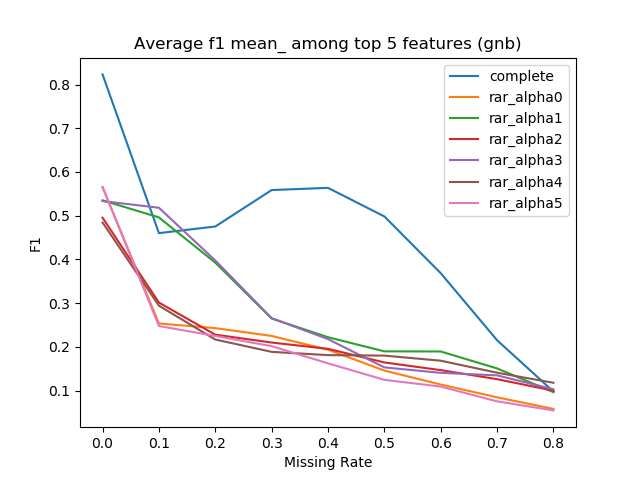 Average f1 mean_ among top 5 features (gnb)
complete
rar_alpha0
rar_alpha1
rar_alpha2
rar_alpha3
rar_alpha4
rar_alpha5
F1
0.8
0.7
0.6
0.5
0.4
0.3
0.2
0.1
0.0 0.1 0.2 0.3 0.4 0.5 0.6 0.7 0.8
Missing Rate